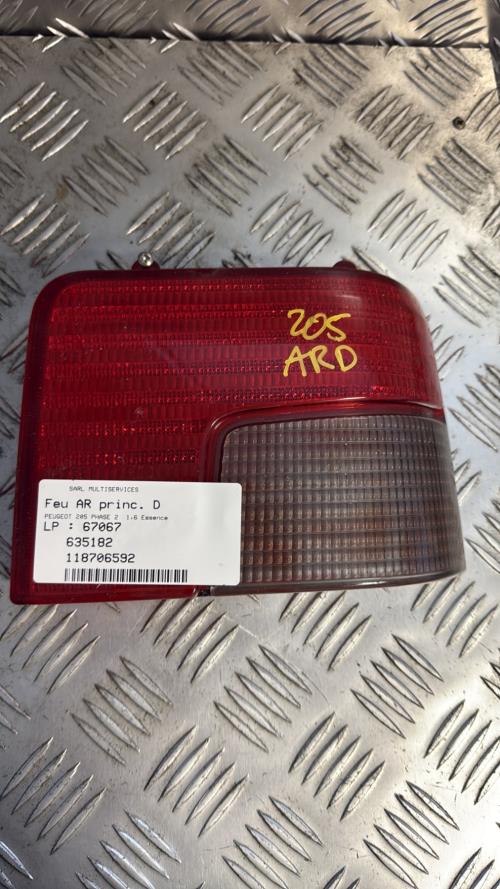 205
ARD
SARL MULTISERVICES
Feu AR princ. D
PEUGEOT 205 PHASE 2 1.6 Essence
LP : 67067
635182
118706592